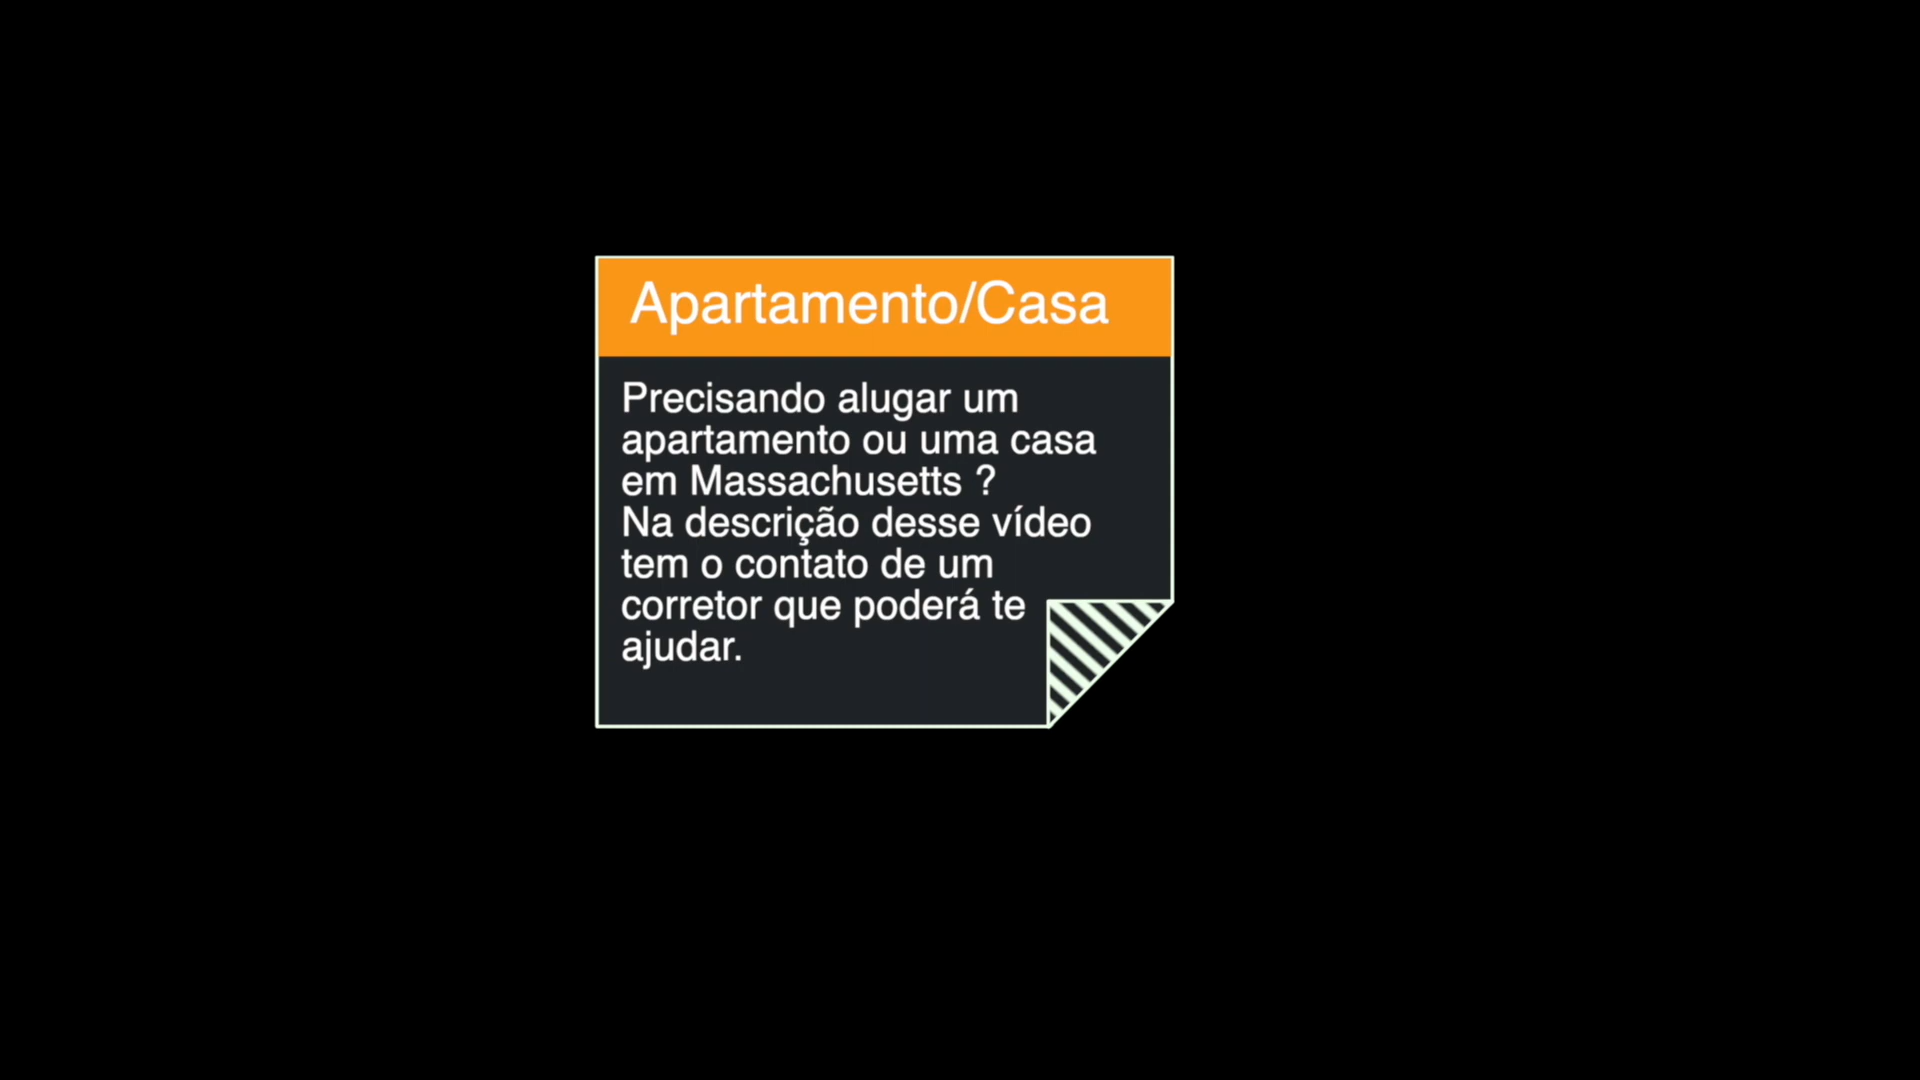 Apartamento/Casa
Precisando alugar um
apartamento ou uma casa
em Massachusetts ?
Na descrição desse vídeo
tem o contato de um
corretor que poderá te
ajudar.